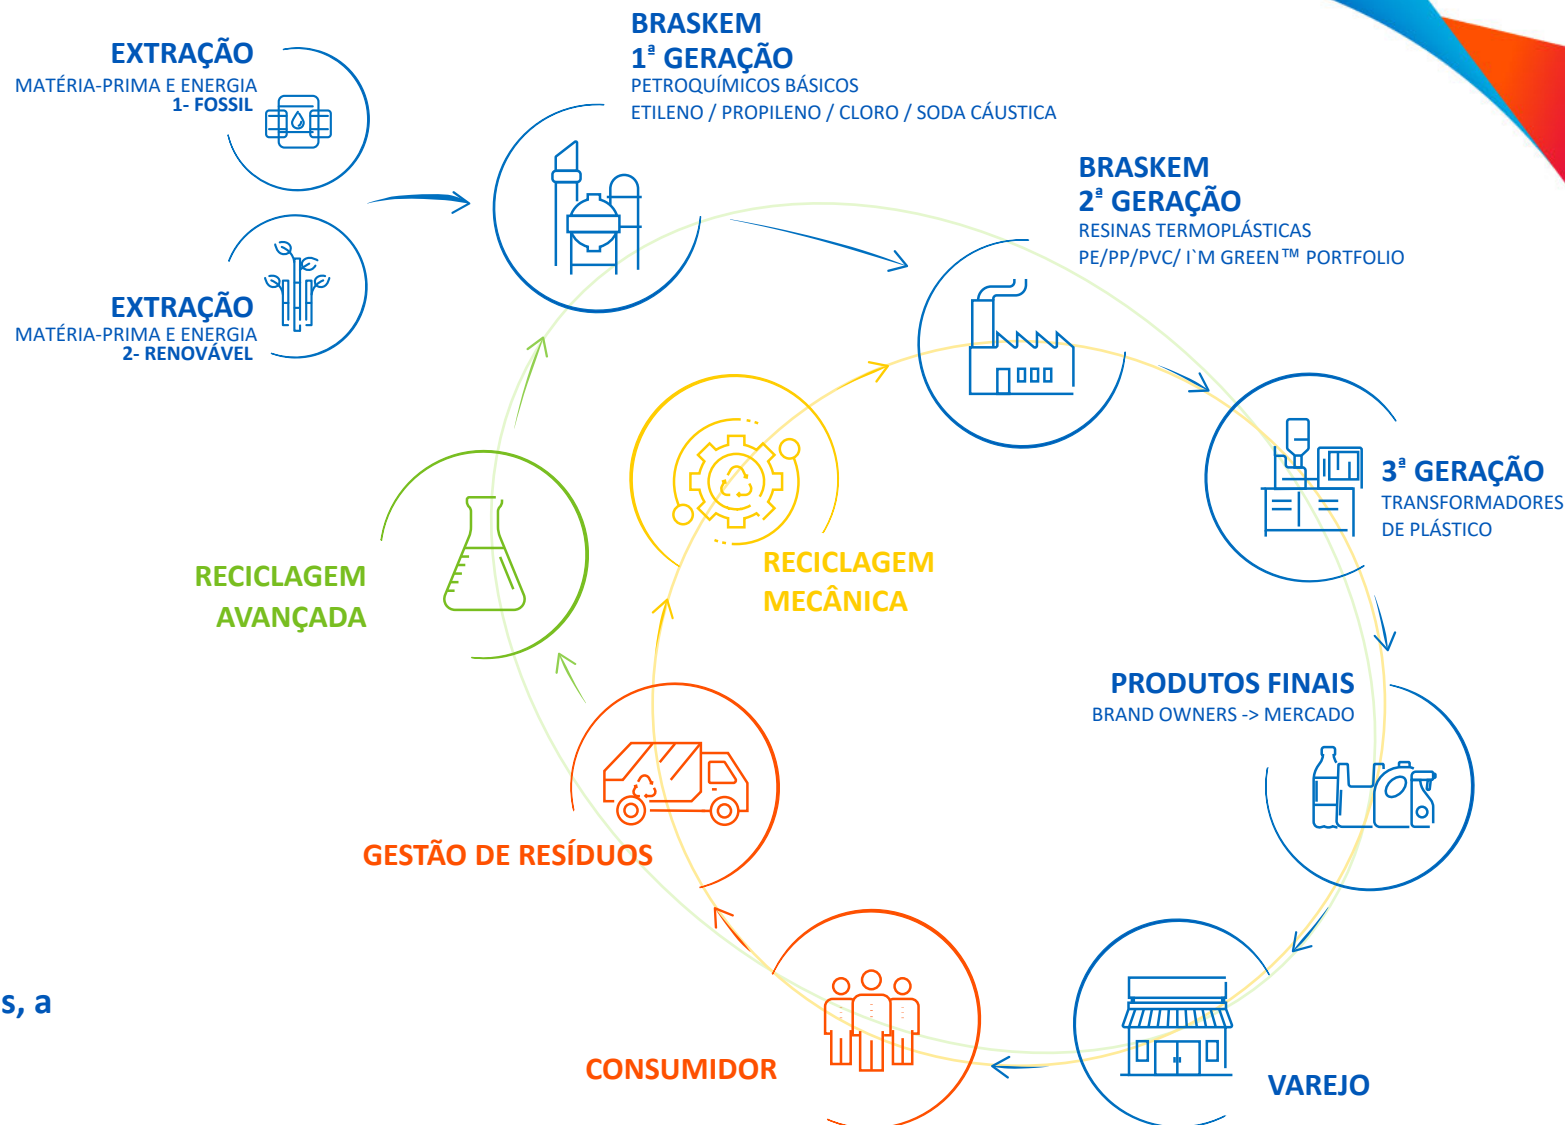 EXTRAÇÃO
MATÉRIA-PRIMA E ENERGIA
1- FOSSIL
BRASKEM
1ª GERAÇÃO
PETROQUÍMICOS BÁSICOS
ETILENO / PROPILENO / CLORO / SODA CÁUSTICA
EXTRAÇÃO
MATÉRIA-PRIMA E ENERGIA
2- RENOVÁVEL
BRASKEM
2ª GERAÇÃO
RESINAS TERMOPLÁSTICAS
PE/PP/PVC/ I`M GREEN™ PORTFOLIO
3ª GERAÇÃO
TRANSFORMADORES
DE PLÁSTICO
RECICLAGEM
AVANÇADA
RECICLAGEM
MECÂNICA
PRODUTOS FINAIS
BRAND OWNERS -> MERCADO
GESTÃO DE RESÍDUOS
CONSUMIDOR
VAREJO
s, a